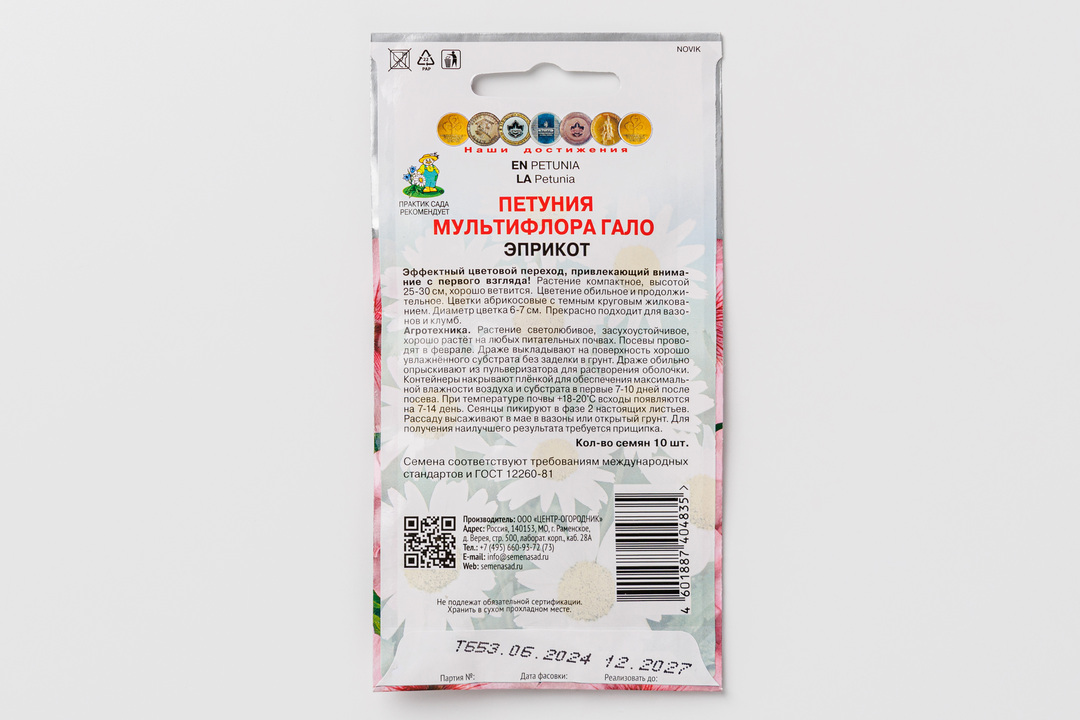 NOVIK
PAP
Наши достижения
EN PETUNIA
LA Petunia
ПРАКТИК САДА
РЕКОМЕНДУЕТ
ПЕТУНИЯ
МУЛЬТИФЛОРА ГАЛО
ЭПРИКОТ
Эффектный цветовой переход, привлекающий внима-
ние с первого взгляда! Растение компактное, высотой
25-30 см, хорошо ветвится. Цветение обильное и продолжи-
тельное. Цветки абрикосовые с темным круговым жилкова-
нием. Диаметр цветка 6-7 см. Прекрасно подходит для вазо-
нов и клумб.
Агротехника. Растение светолюбивое, засухоустойчивое,
хорошо растёт на любых питательных почвах. Посевы прово-
дят в феврале. Драже выкладывают на поверхность хорошо
увлажнённого субстрата без заделки в грунт. Драже обильно
опрыскивают из пульверизатора для растворения оболочки.
Контейнеры накрывают плёнкой для обеспечения максималь-
ной влажности воздуха и субстрата в первые 7-10 дней после
посева. При температуре почвы +18-20°С всходы появляются
на 7-14 день. Сеянцы пикируют в фазе 2 настоящих листьев.
Рассаду высаживают в мае в вазоны или открытый грунт. Для
получения наилучшего результата требуется прищипка.
Кол-во семян 10 шт.
Семена соответствуют требованиям международных
стандартов и ГОСТ 12260-81
Производитель: ООО «ЦЕНТР-ОГОРОДНИК»
Адрес: Россия, 140153, МО, г. Раменское,
д. Верея, стр. 500, лаборат. корп., каб. 28А
Тел.: +7 (495) 660-93-72 (73)
E-mail: info@semenasad.ru
Web: semenasad.ru
4 601887 404835 >
Не подлежат обязательной сертификации.
Хранить в сухом прохладном месте.
Т653.06.2024 12.2027
Партия №: Дата фасовки: Реализовать до: